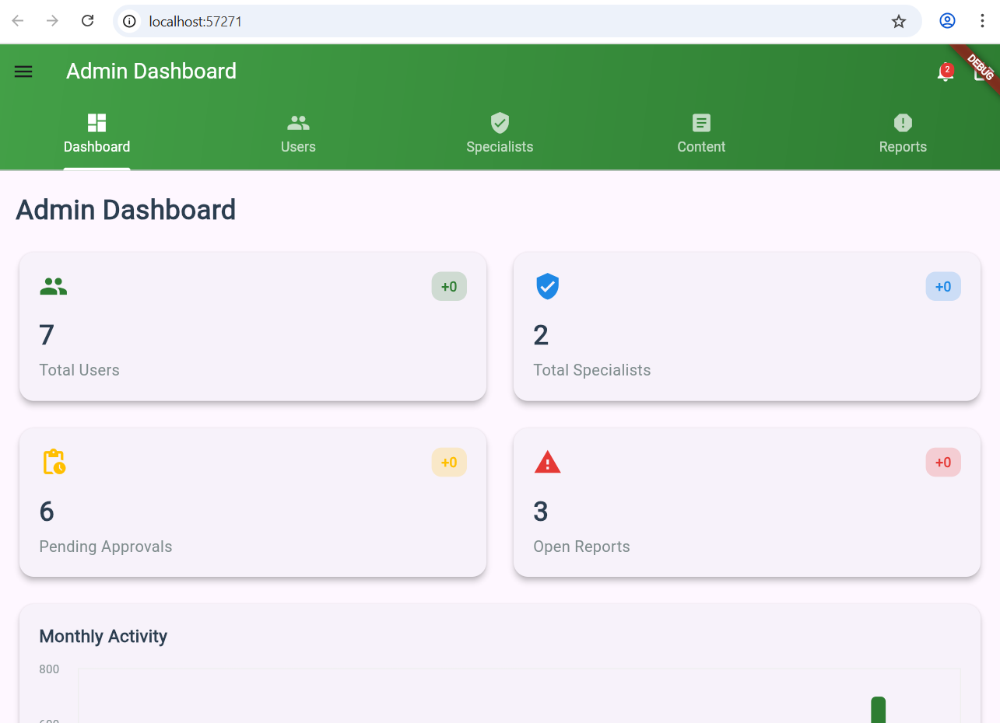 localhost:57271
Admin Dashboard
2
DEBUG
Dashboard
Users
Specialists
Content
Reports
Admin Dashboard
+0
7
Total Users
+0
2
Total Specialists
+0
6
Pending Approvals
+0
3
Open Reports
Monthly Activity
800